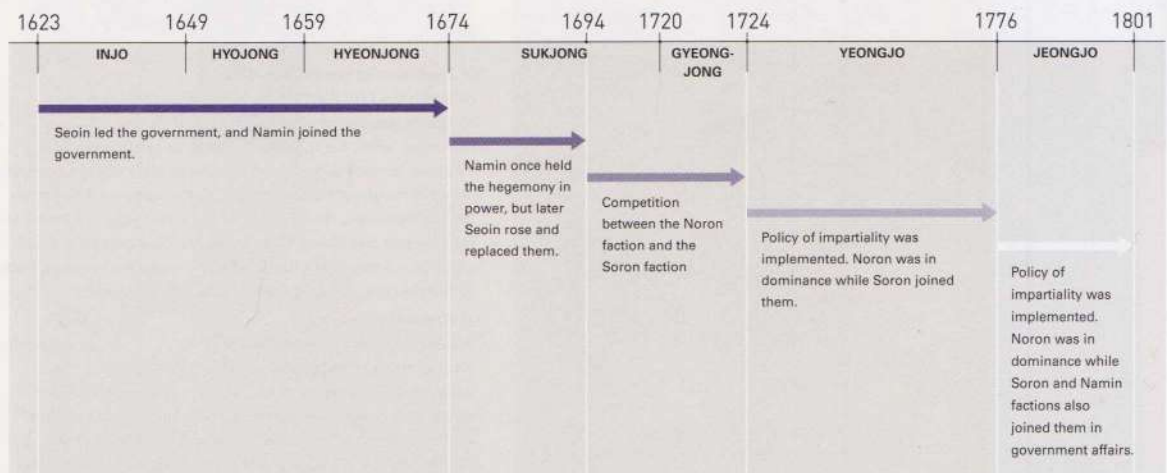 1623 1649 1659 1674 1694 1720 1724 1776 1801
INJO HYOJONG HYEONJONG SUKJONG GYEONG- YEONGJO JEONGJO
JONG
Seoin led the government, and Namin joined the
government.
Namin once held
the hegemony in
power, but later
Seoin rose and
replaced them.
Competition
between the Noron
faction and the
Soron faction
Policy of impartiality was
implemented. Noron was in
dominance while Soron joined
them.
Policy of
impartiality was
implemented.
Noron was in
dominance while
Soron and Namin
factions also
joined them in
government affairs.